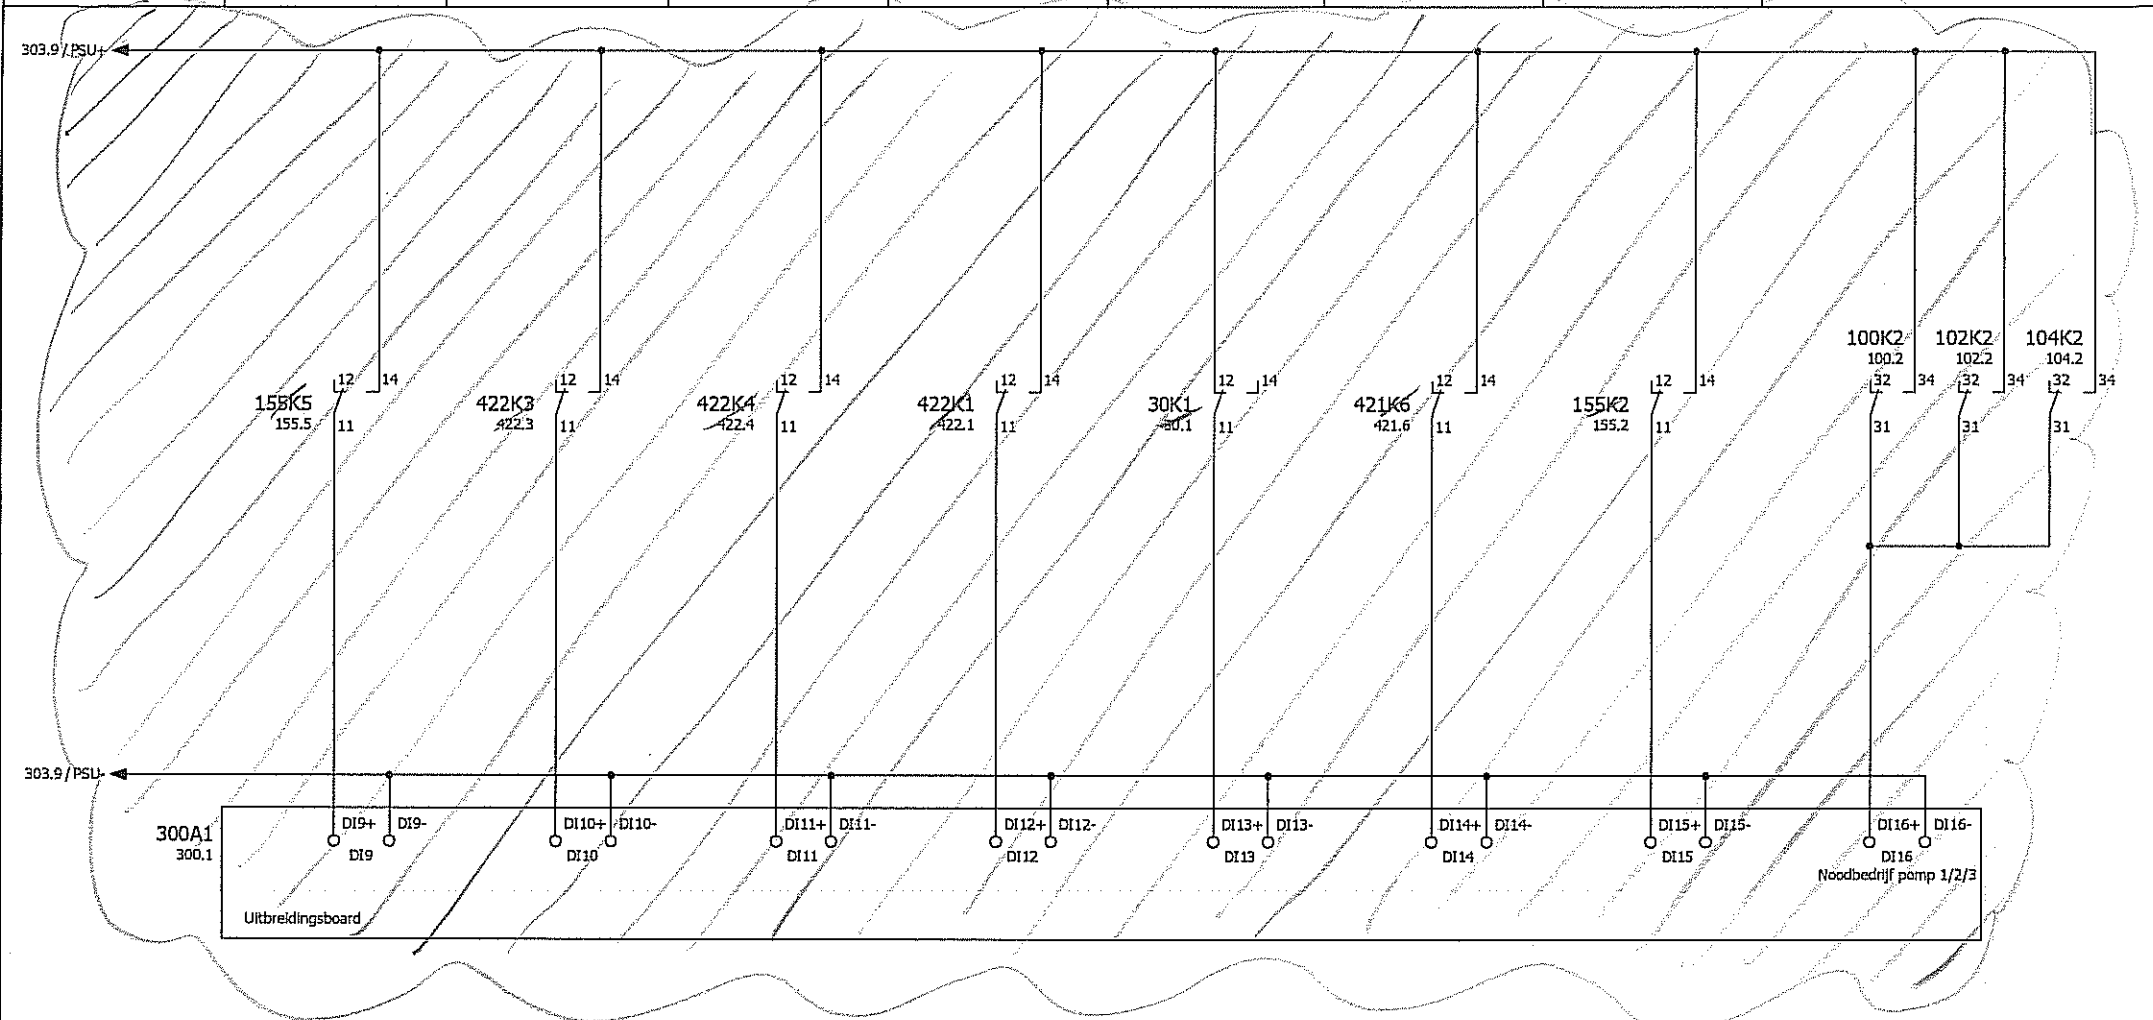 303.9 / PSU+
100K2 102K2 104K2
100.2 102.2 104.2
12 14 12 14 12 14 12 14 12 14 12 14 12 14 32 34 32 34 32 34
155K5 422K3 422K4 422K1 30K1 421K6 155K2
155.5 11 422.3 11 422.4 11 422.1 11 30.1 11 421.6 11 155.2 11 31 31 31
303.9 / PSU-
300A1 DI9+ DI9- DI10+ DI10- DI11+ DI11- DI12+ DI12- DI13+ DI13- DI14+ DI14- DI15+ DI15- DI16+ DI16-
300.1 DI9 DI10 DI11 DI12 DI13 DI14 DI15 DI16
Noodbedrijf pomp 1/2/3
Uitbreidingsboard